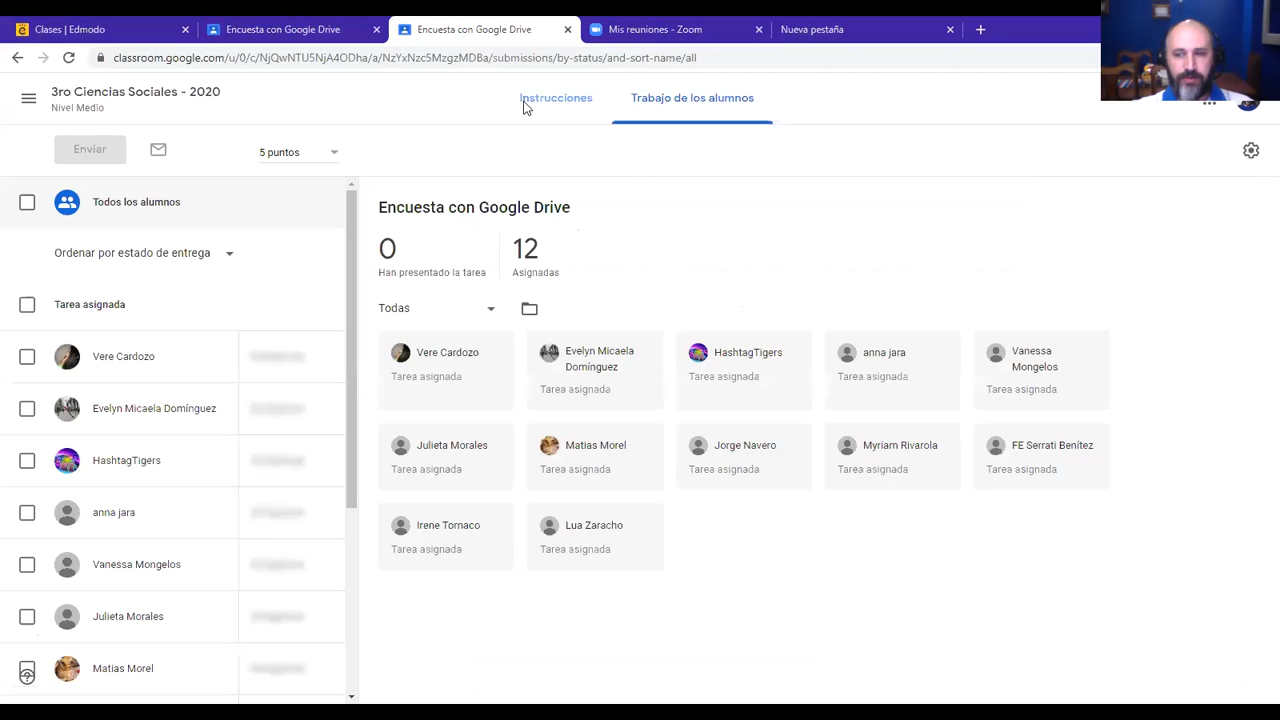 Clases | Edmodo
Encuesta con Google Drive
Encuesta con Google Drive
Mis reuniones - Zoom
Nueva pestaña
classroom.google.com/u/0/c/NjQwNTU5NjA4ODha/a/NzYxNzc5MzgzMDBa/submissions/by-status/and-sort-name/all
3ro Ciencias Sociales - 2020
Nivel Medio
Instrucciones
Trabajo de los alumnos
Enviar
5 puntos
Todos los alumnos
Ordenar por estado de entrega
Tarea asignada
Vere Cardozo
Evelyn Micaela Domínguez
HashtagTigers
anna jara
Vanessa Mongelos
Julieta Morales
Matias Morel
Encuesta con Google Drive
0
Han presentado la tarea
12
Asignadas
Todas
Vere Cardozo
Tarea asignada
Evelyn Micaela
Domínguez
Tarea asignada
HashtagTigers
Tarea asignada
anna jara
Tarea asignada
Vanessa
Mongelos
Tarea asignada
Julieta Morales
Tarea asignada
Matias Morel
Tarea asignada
Jorge Navero
Tarea asignada
Myriam Rivarola
Tarea asignada
FE Serrati Benítez
Tarea asignada
Irene Tornaco
Tarea asignada
Lua Zaracho
Tarea asignada